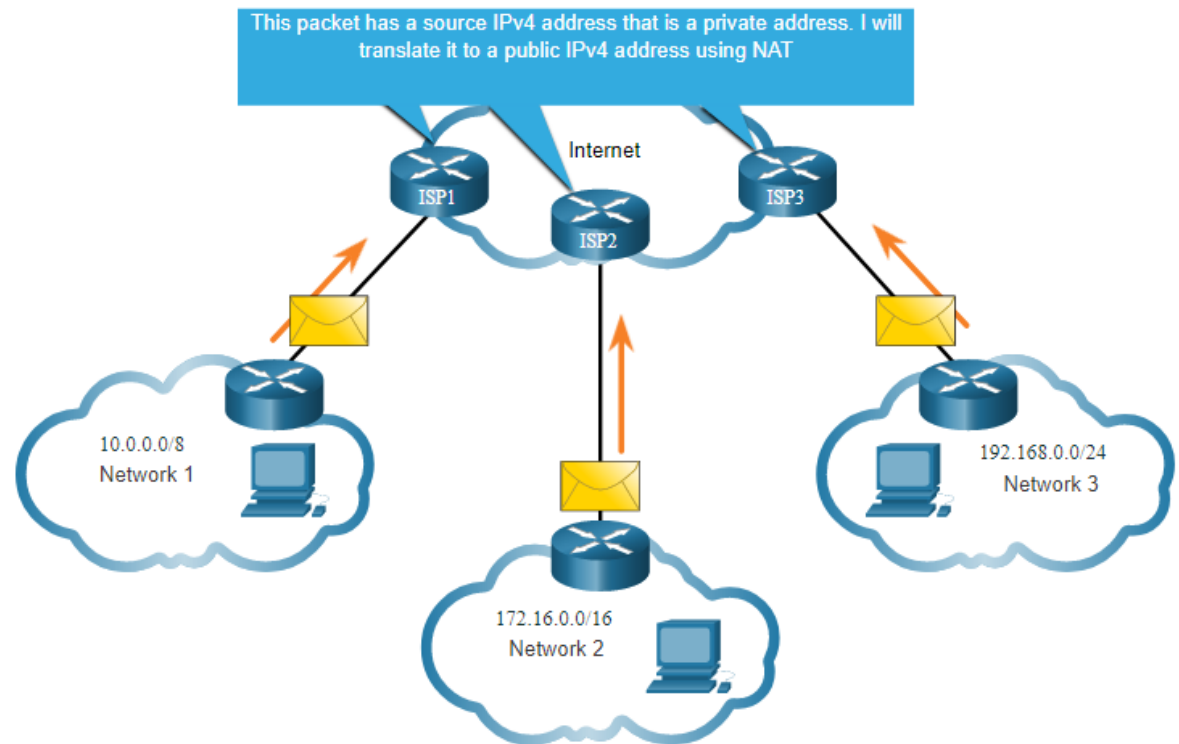 This packet has a source IPv4 address that is a private address. I will
translate it to a public IPv4 address using NAT
Internet
ISP1
ISP3
ISP2
10.0.0.0/8
Network 1
192.168.0.0/24
Network 3
172.16.0.0/16
Network 2